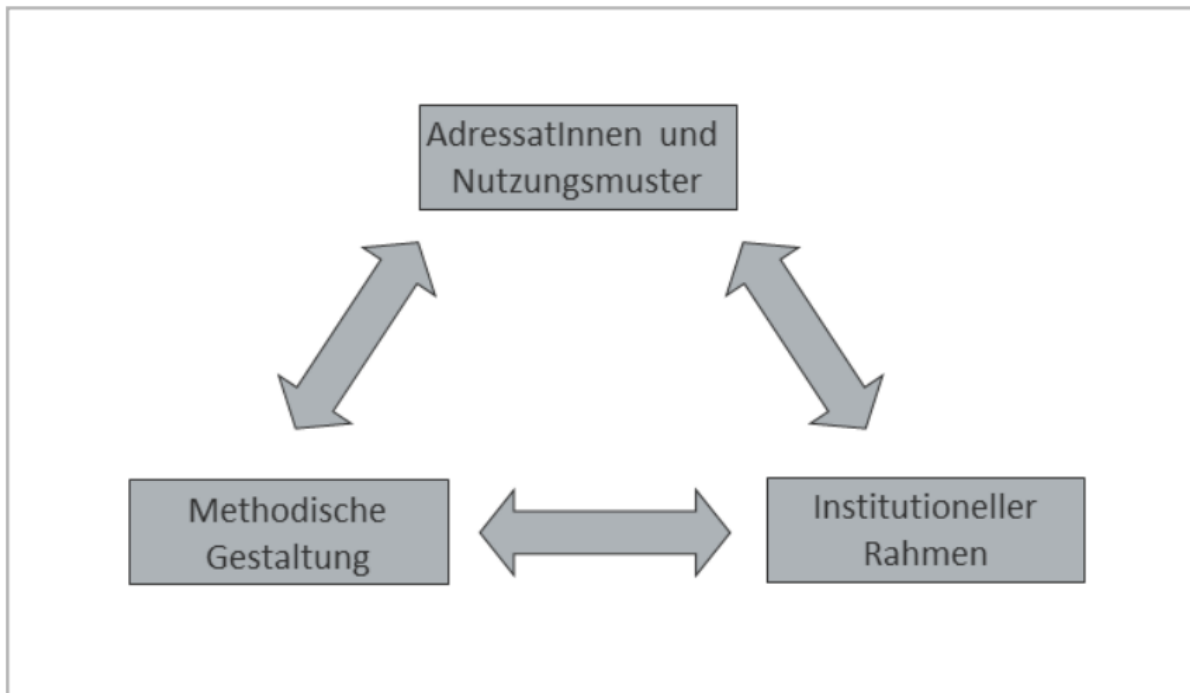 AdressatInnen und
Nutzungsmuster
Methodische
Gestaltung
Institutioneller
Rahmen